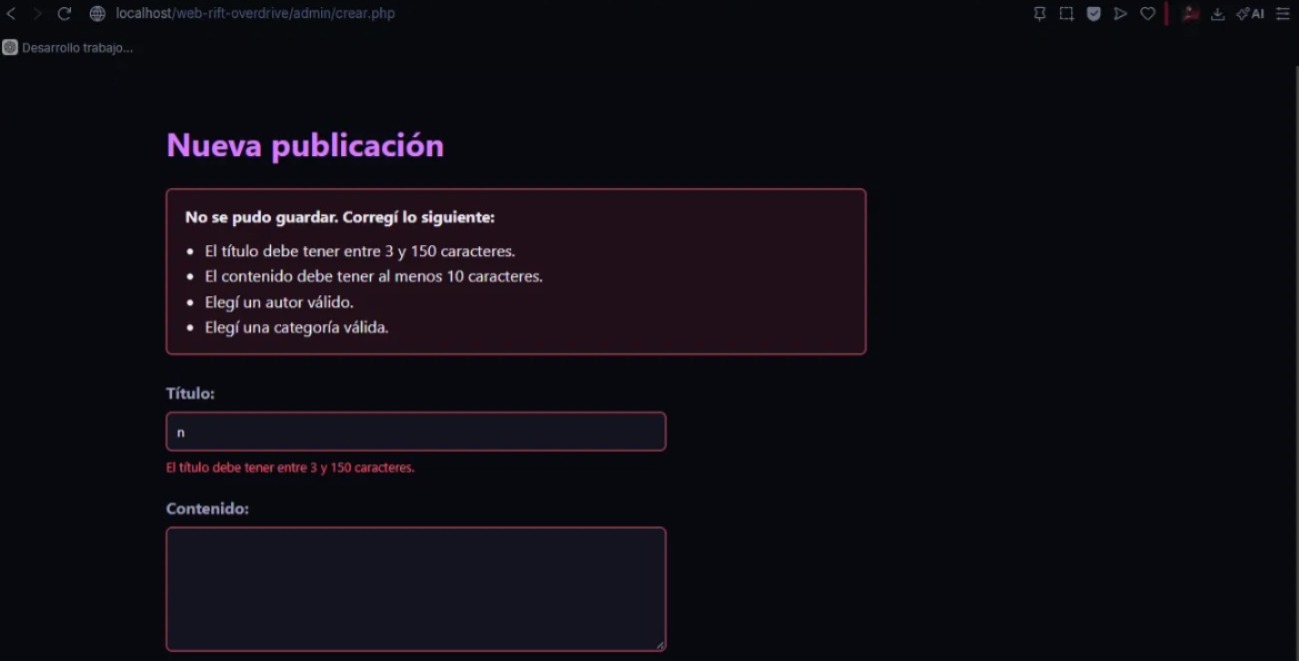 localhost/web-rift-overdrive/admin/crear.php
AI
Desarrollo trabajo...
Nueva publicación
No se pudo guardar. Corregí lo siguiente:
• El título debe tener entre 3 y 150 caracteres.
• El contenido debe tener al menos 10 caracteres.
• Elegí un autor válido.
• Elegí una categoría válida.
Título:
n
El título debe tener entre 3 y 150 caracteres.
Contenido: